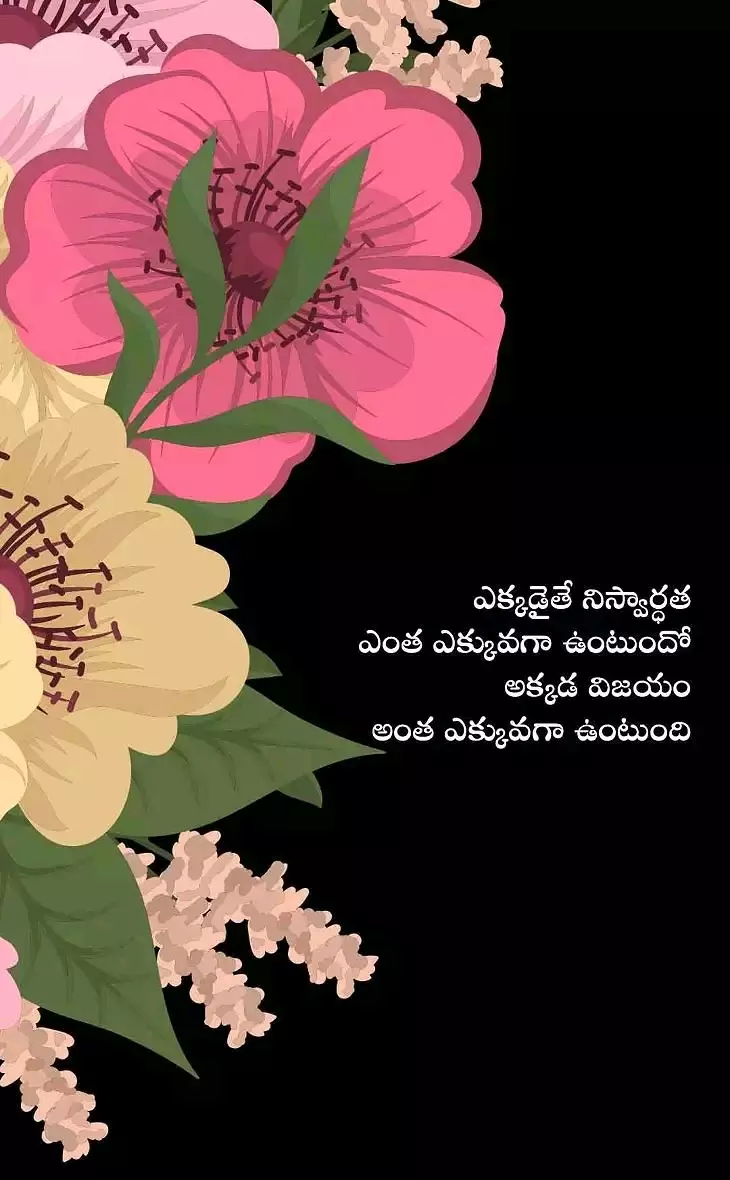 ఎక్కడైతే నిస్వార్ధత
ఎంత ఎక్కువగా ఉంటుందో
అక్కడ విజయం
అంత ఎక్కువగా ఉంటుంది